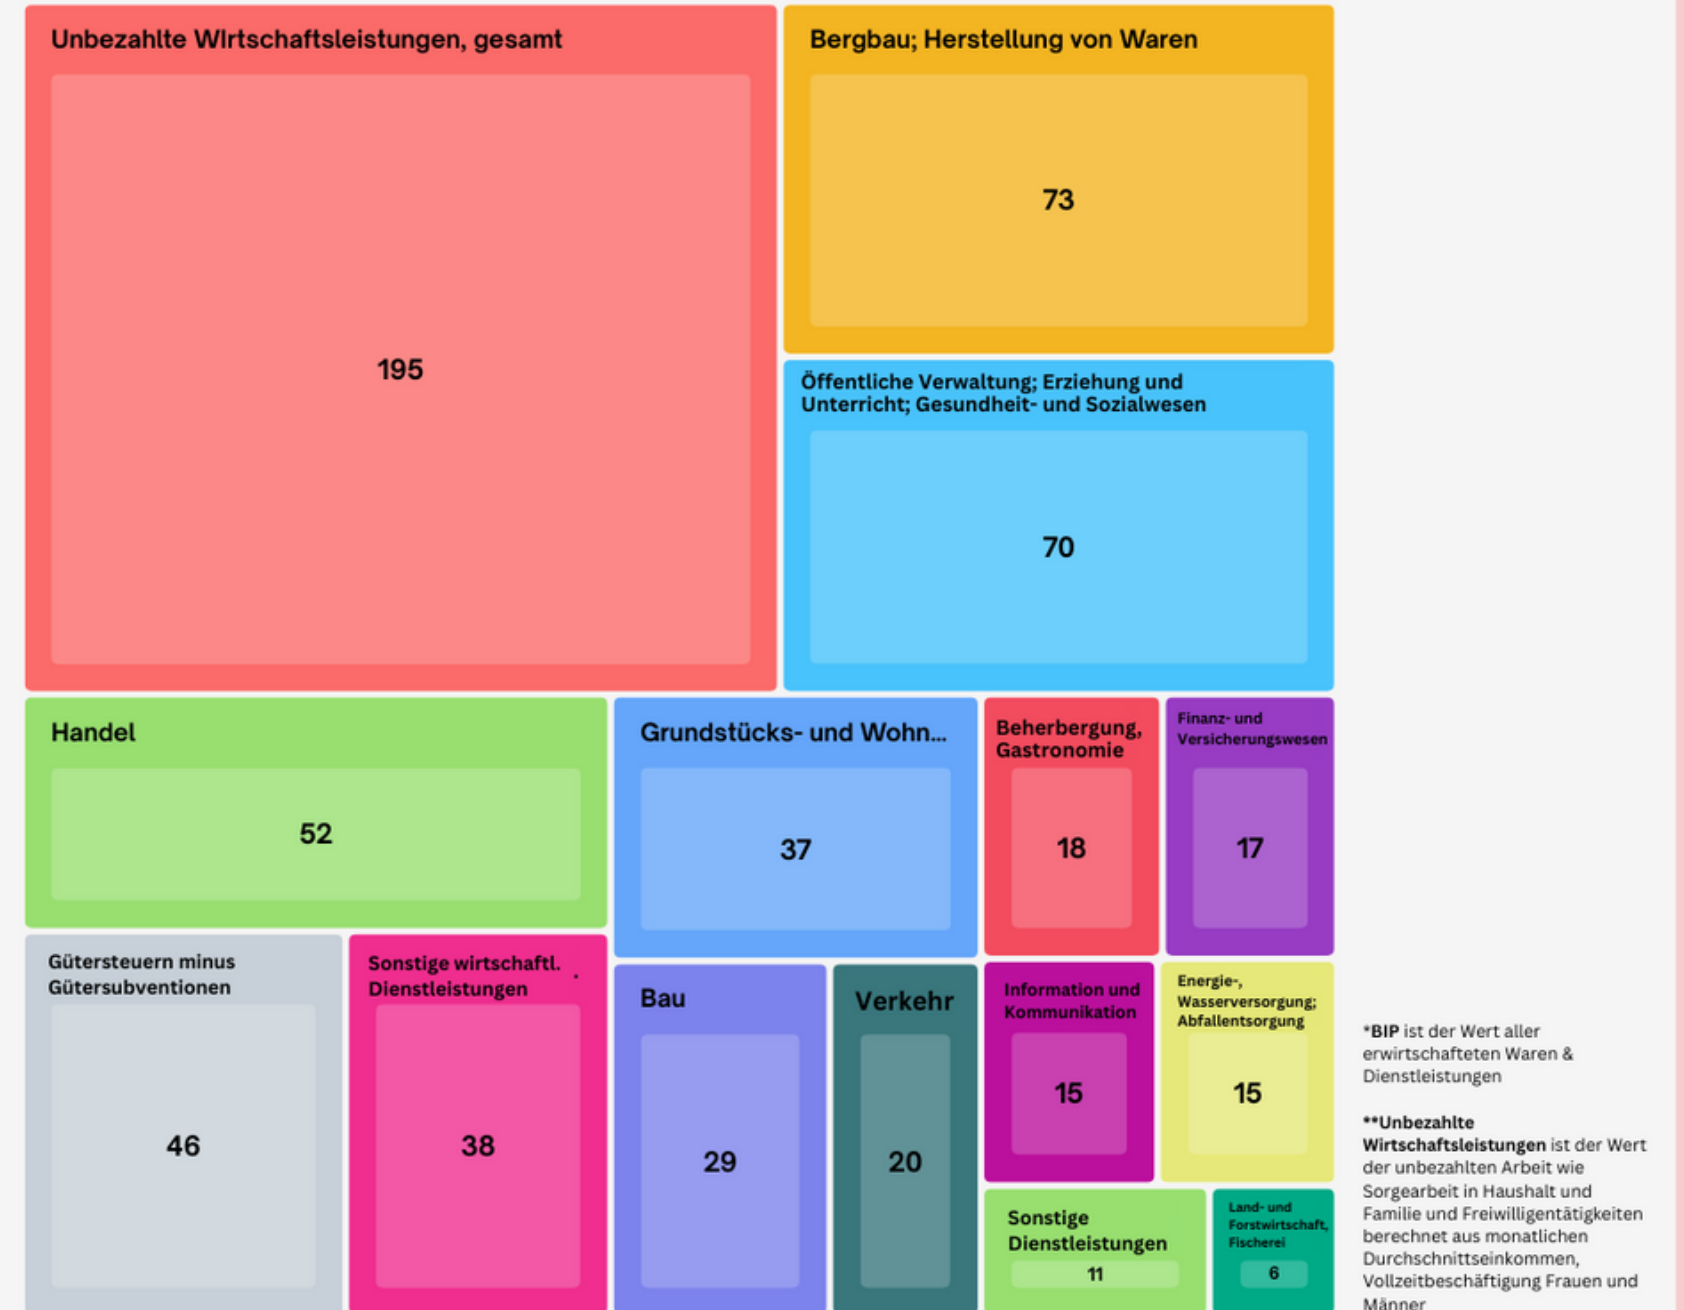 Unbezahlte WIrtschaftsleistungen, gesamt
195
Bergbau; Herstellung von Waren
73
Öffentliche Verwaltung; Erziehung und
Unterricht; Gesundheit- und Sozialwesen
70
Handel
52
Grundstücks- und Wohn...
37
Beherbergung,
Gastronomie
18
Finanz- und
Versicherungswesen
17
Gütersteuern minus
Gütersubventionen
46
Sonstige wirtschaftl. .
Dienstleistungen
38
Bau
29
Verkehr
20
Information und
Kommunikation
15
Energie-,
Wasserversorgung;
Abfallentsorgung
15
Sonstige
Dienstleistungen
11
Land- und
Forstwirtschaft,
Fischerei
6
*BIP ist der Wert aller
erwirtschafteten Waren &
Dienstleistungen
**Unbezahlte
Wirtschaftsleistungen ist der Wert
der unbezahlten Arbeit wie
Sorgearbeit in Haushalt und
Familie und Freiwilligentätigkeiten
berechnet aus monatlichen
Durchschnittseinkommen,
Vollzeitbeschäftigung Frauen und
Männer